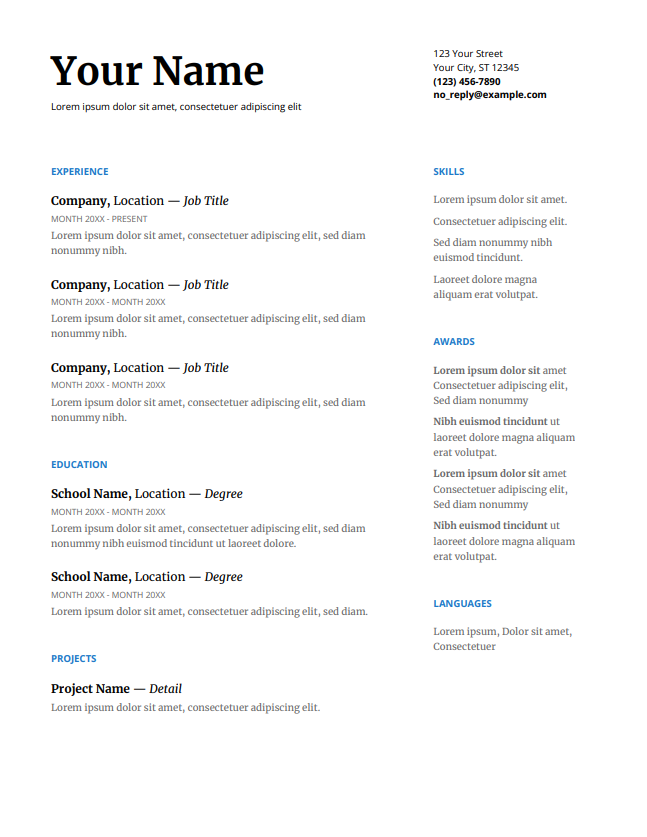 Your Name
Lorem ipsum dolor sit amet, consectetuer adipiscing elit
123 Your Street
Your City, ST 12345
(123) 456-7890
no_reply@example.com
EXPERIENCE
Company, Location — Job Title
MONTH 20XX - PRESENT
Lorem ipsum dolor sit amet, consectetuer adipiscing elit, sed diam
nonummy nibh.
Company, Location — Job Title
MONTH 20XX - MONTH 20XX
Lorem ipsum dolor sit amet, consectetuer adipiscing elit, sed diam
nonummy nibh.
Company, Location — Job Title
MONTH 20XX - MONTH 20XX
Lorem ipsum dolor sit amet, consectetuer adipiscing elit, sed diam
nonummy nibh.
EDUCATION
School Name, Location — Degree
MONTH 20XX - MONTH 20XX
Lorem ipsum dolor sit amet, consectetuer adipiscing elit, sed diam
nonummy nibh euismod tincidunt ut laoreet dolore.
School Name, Location — Degree
MONTH 20XX - MONTH 20XX
Lorem ipsum dolor sit amet, consectetuer adipiscing elit, sed diam.
PROJECTS
Project Name — Detail
Lorem ipsum dolor sit amet, consectetuer adipiscing elit.
SKILLS
Lorem ipsum dolor sit amet.
Consectetuer adipiscing elit.
Sed diam nonummy nibh
euismod tincidunt.
Laoreet dolore magna
aliquam erat volutpat.
AWARDS
Lorem ipsum dolor sit amet
Consectetuer adipiscing elit,
Sed diam nonummy
Nibh euismod tincidunt ut
laoreet dolore magna aliquam
erat volutpat.
Lorem ipsum dolor sit amet
Consectetuer adipiscing elit,
Sed diam nonummy
Nibh euismod tincidunt ut
laoreet dolore magna aliquam
erat volutpat.
LANGUAGES
Lorem ipsum, Dolor sit amet,
Consectetuer